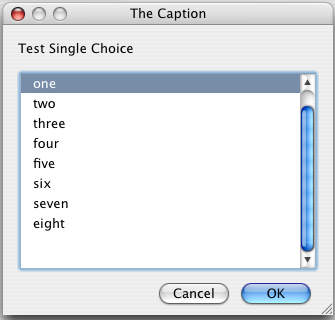 The Caption
Test Single Choice
one
two
three
four
five
six
seven
eight
Cancel
OK